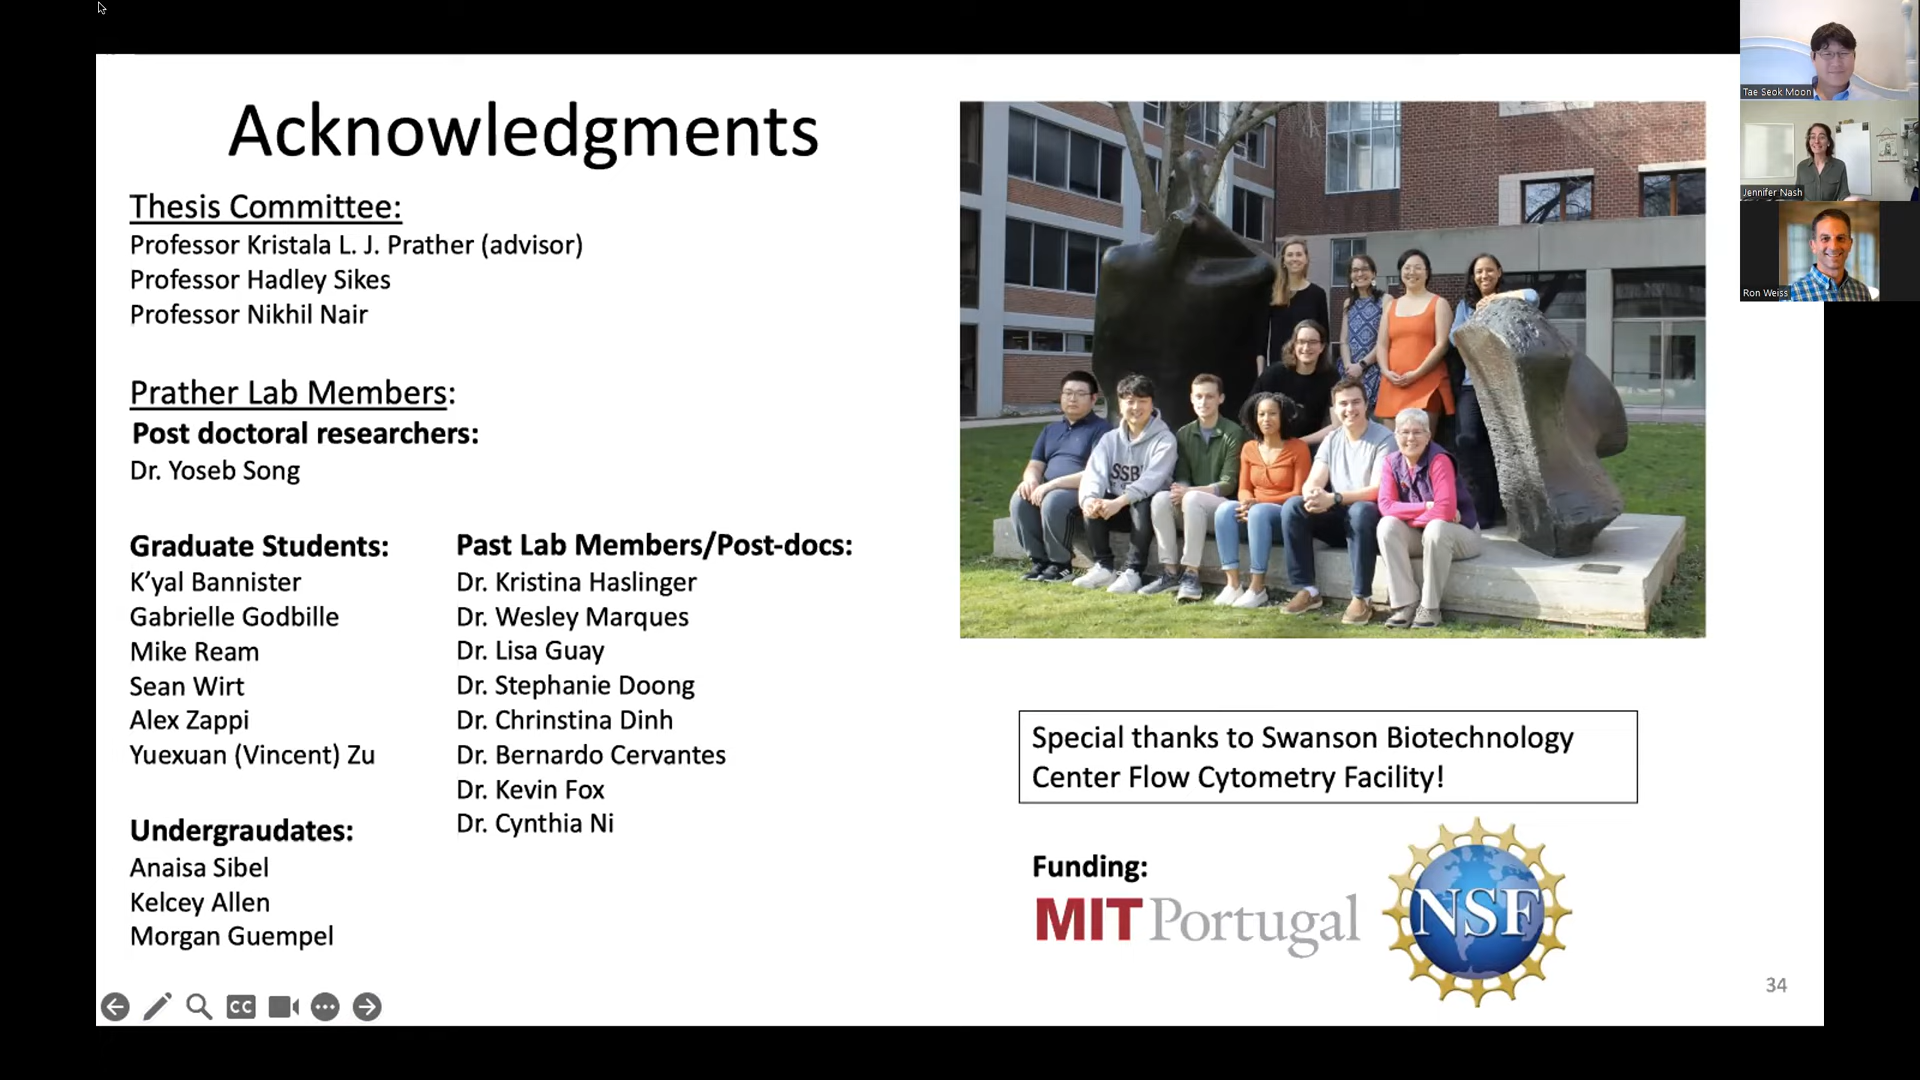 Acknowledgments
Thesis Committee:
Professor Kristala L. J. Prather (advisor)
Professor Hadley Sikes
Professor Nikhil Nair
Prather Lab Members:
Post doctoral researchers:
Dr. Yoseb Song
Graduate Students:
K'yal Bannister
Gabrielle Godbille
Mike Ream
Sean Wirt
Alex Zappi
Yuexuan (Vincent) Zu
Undergraudates:
Anaisa Sibel
Kelcey Allen
Morgan Guempel
Past Lab Members/Post-docs:
Dr. Kristina Haslinger
Dr. Wesley Marques
Dr. Lisa Guay
Dr. Stephanie Doong
Dr. Chrinstina Dinh
Dr. Bernardo Cervantes
Dr. Kevin Fox
Dr. Cynthia Ni
Special thanks to Swanson Biotechnology
Center Flow Cytometry Facility!
Funding:
MIT Portugal
NSF
34
CC
Tae Seok Moon
Jennifer Nash
Ron Weiss